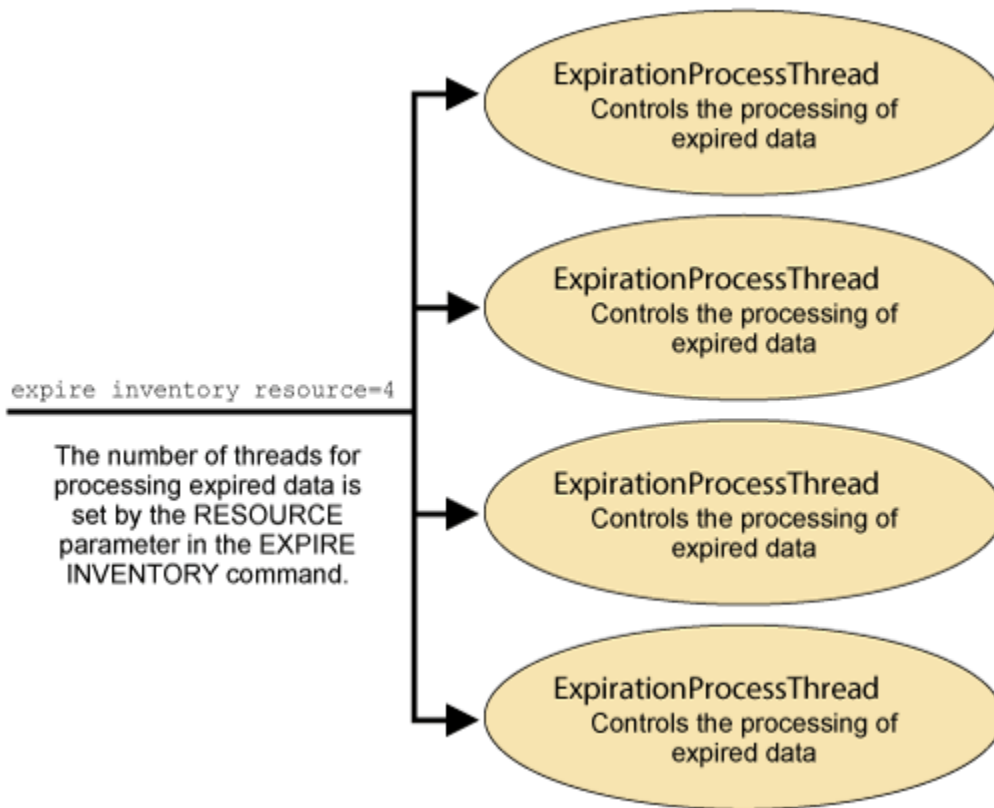 ExpirationProcessThread
Controls the processing of
expired data
ExpirationProcessThread
Controls the processing of
expired data
expire inventory resource=4
The number of threads for
processing expired data is
set by the RESOURCE
parameter in the EXPIRE
INVENTORY command.
ExpirationProcessThread
Controls the processing of
expired data
ExpirationProcessThread
Controls the processing of
expired data